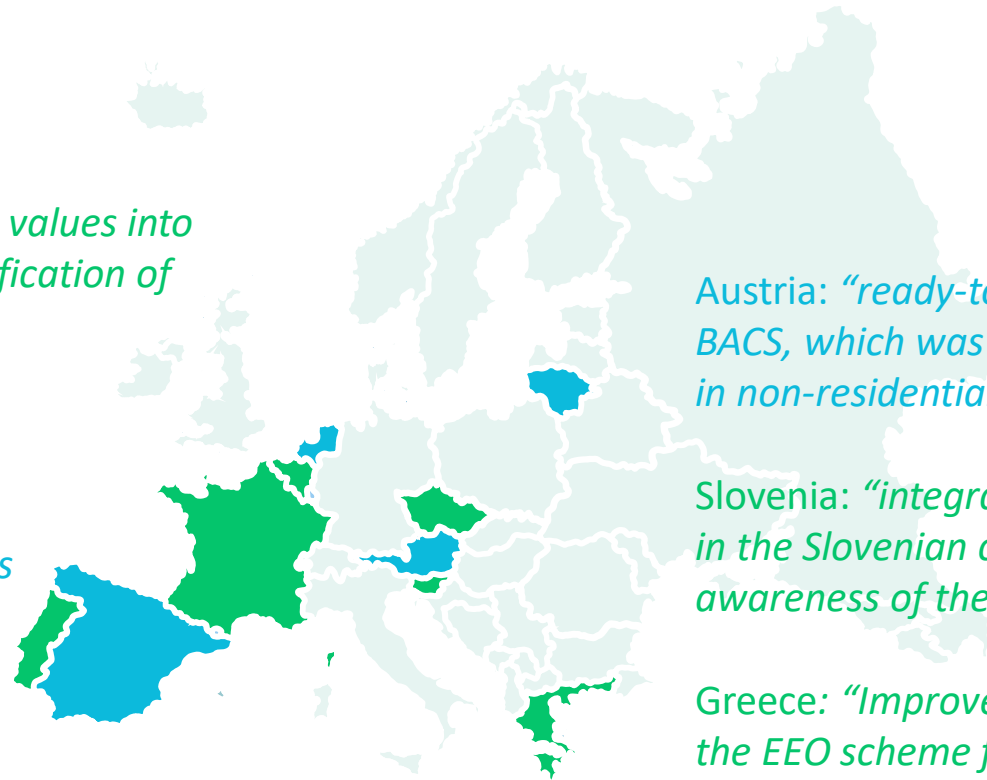 values into
fication of
s
Austria: “ready-to
BACS, which was
in non-residentia
Slovenia: “integra
in the Slovenian
awareness of the
Greece: “Improve
the EEO scheme f